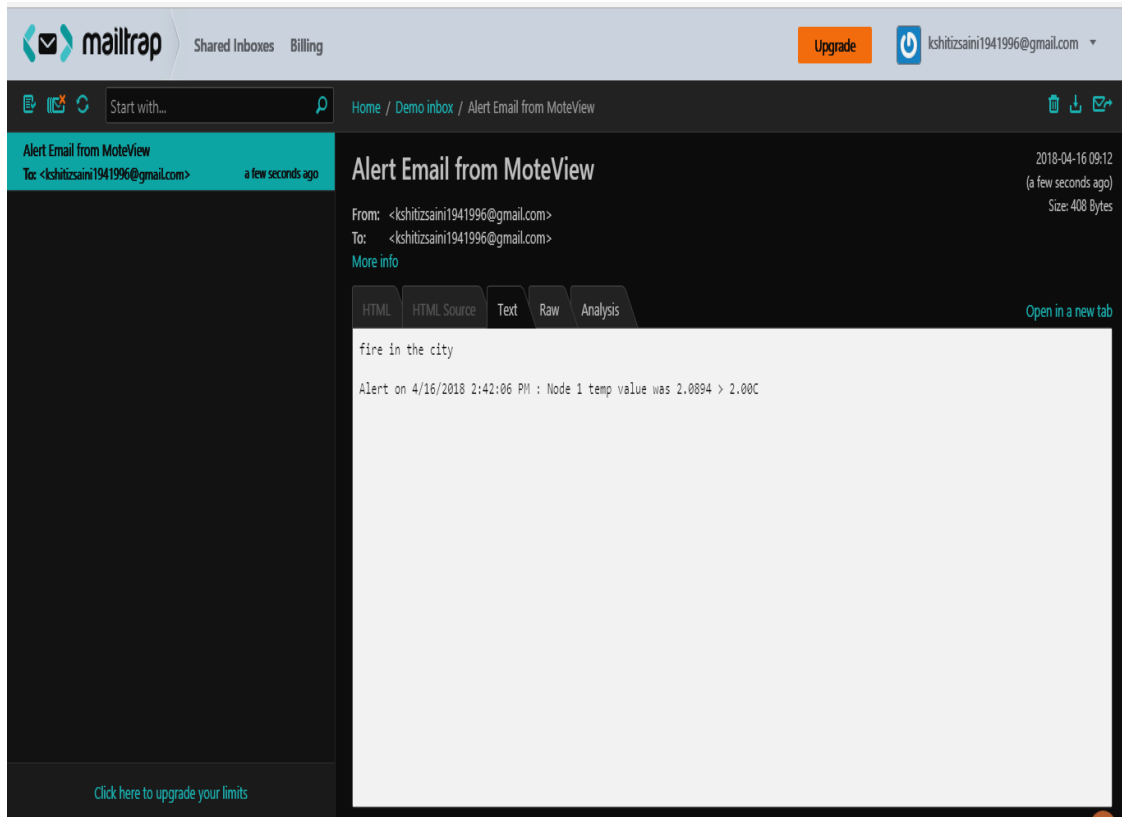 mailtrap Shared Inboxes Billing Upgrade kshitizsaini1941996@gmail.com
Start with...
Home / Demo inbox / Alert Email from MoteView
Alert Email from MoteView
To: <kshitizsaini1941996@gmail.com> a few seconds ago
Alert Email from MoteView
2018-04-16 09:12
(a few seconds ago)
Size: 408 Bytes
From: <kshitizsaini1941996@gmail.com>
To: <kshitizsaini1941996@gmail.com>
More info
HTML HTML Source Text Raw Analysis
Open in a new tab
fire in the city
Alert on 4/16/2018 2:42:06 PM : Node 1 temp value was 2.0894 > 2.00C
Click here to upgrade your limits